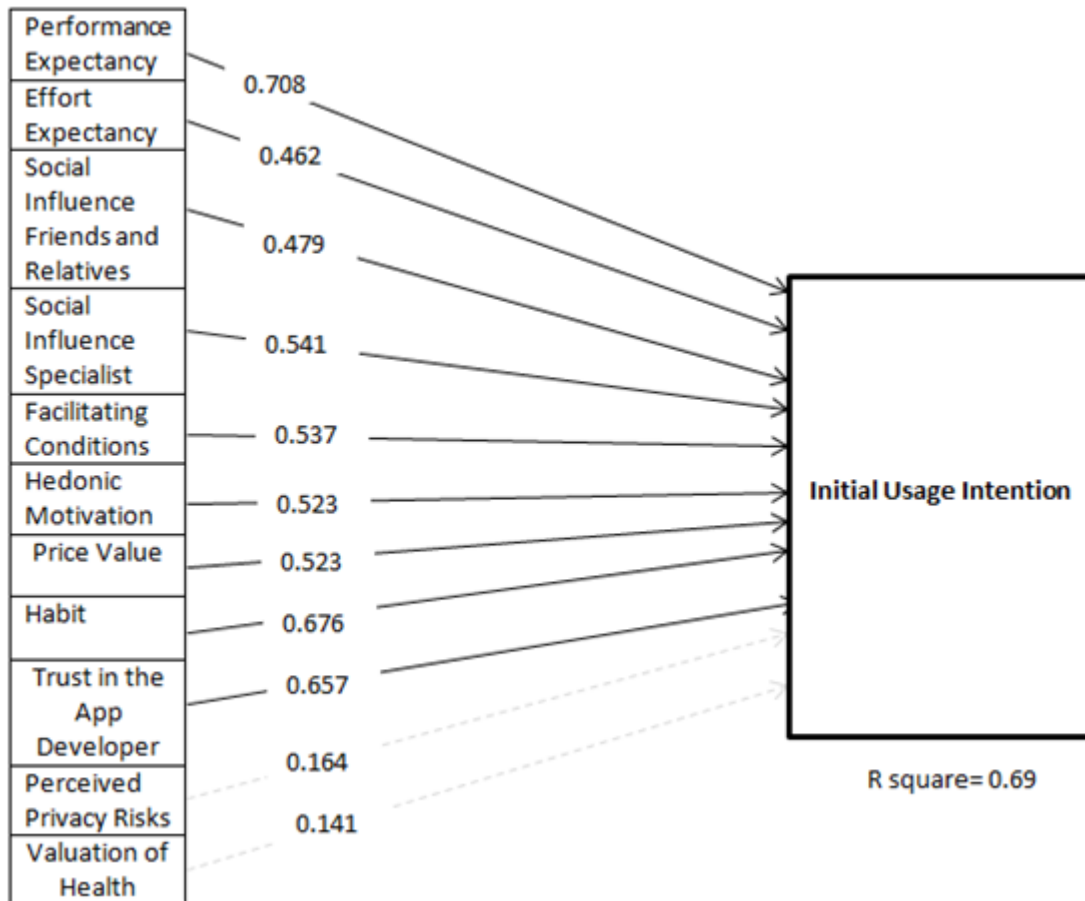 Performance
Expectancy
0.708
Effort
Expectancy
0.462
Social
Influence
Friends and
Relatives
0.479
Social
Influence
Specialist
0.541
Facilitating
Conditions
0.537
Hedonic
Motivation
0.523
Price Value
0.523
Habit
0.676
Trust in the
App
Developer
0.657
Perceived
Privacy Risks
0.164
Valuation of
Health
0.141
Initial Usage Intention
R square= 0.69